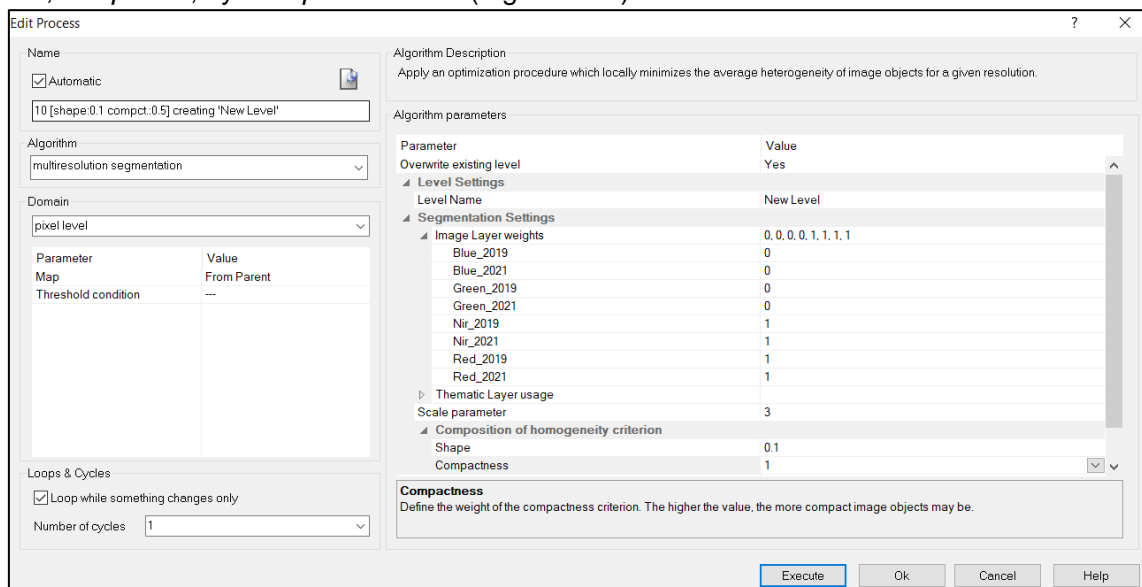 Edit Process ? ×
Name
Automatic
10 [shape:0.1 compct.:0.5] creating 'New Level'
Algorithm
multiresolution segmentation
Domain
pixel level
Parameter Value
Map From Parent
Threshold condition ---
Loops & Cycles
Loop while something changes only
Number of cycles 1
Algorithm Description
Apply an optimization procedure which locally minimizes the average heterogeneity of image objects for a given resolution.
Algorithm parameters
Parameter Value
Overwrite existing level Yes
Level Settings
Level Name New Level
Segmentation Settings
Image Layer weights 0, 0, 0, 0, 1, 1, 1, 1
Blue_2019 0
Blue_2021 0
Green_2019 0
Green_2021 0
Nir_2019 1
Nir_2021 1
Red_2019 1
Red_2021 1
Thematic Layer usage
Scale parameter 3
Composition of homogeneity criterion
Shape 0.1
Compactness 1
Compactness
Define the weight of the compactness criterion. The higher the value, the more compact image objects may be.
Execute Ok Cancel Help